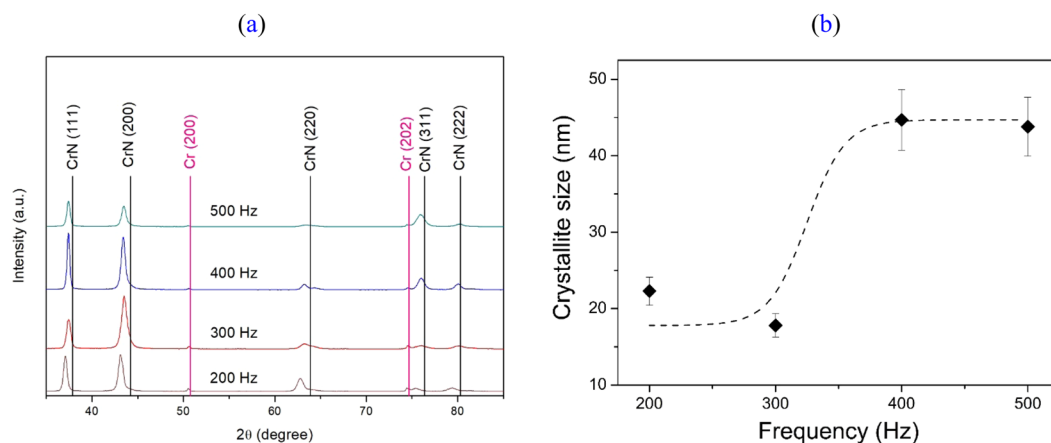 (a)
CrN (111)
CrN (200)
Cr (200)
CrN (220)
Cr (202)
CrN (311)
CrN (222)
500 Hz
400 Hz
300 Hz
200 Hz
Intensity (a.u.)
40 50 60 70 80
2θ (degree)
(b)
50
40
30
20
10
Crystallite size (nm)
200 300 400 500
Frequency (Hz)